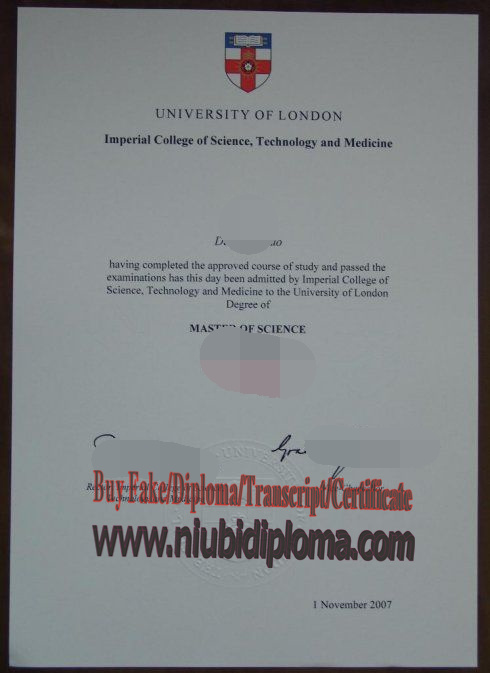 UNIVERSITY OF LONDON
Imperial College of Science, Technology and Medicine
having completed the approved course of study and passed the
examinations has this day been admitted by Imperial College of
Science, Technology and Medicine to the University of London
Degree of
MASTER OF SCIENCE
UNIVERSITY
Buy Fake/Diploma/Transcript/Certificate
www.niubidiploma.com
1 November 2007